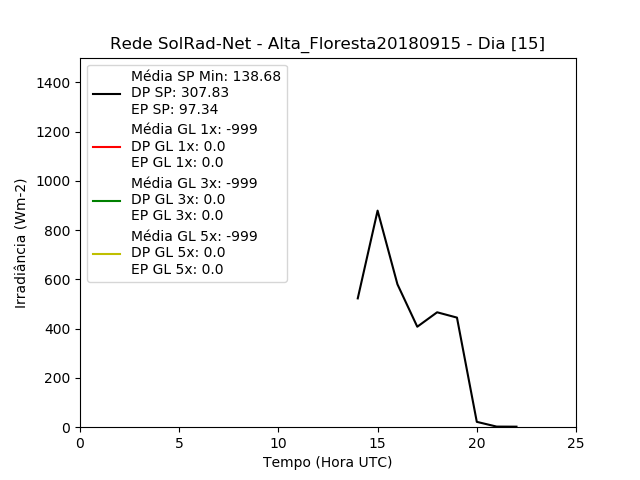 Rede SolRad-Net - Alta_Floresta20180915 - Dia [15]
Média SP Min: 138.68
DP SP: 307.83
EP SP: 97.34
Média GL 1x: -999
DP GL 1x: 0.0
EP GL 1x: 0.0
Média GL 3x: -999
DP GL 3x: 0.0
EP GL 3x: 0.0
Média GL 5x: -999
DP GL 5x: 0.0
EP GL 5x: 0.0
Irradiância (Wm-2)
1400
1200
1000
800
600
400
200
0
0 5 10 15 20 25
Tempo (Hora UTC)